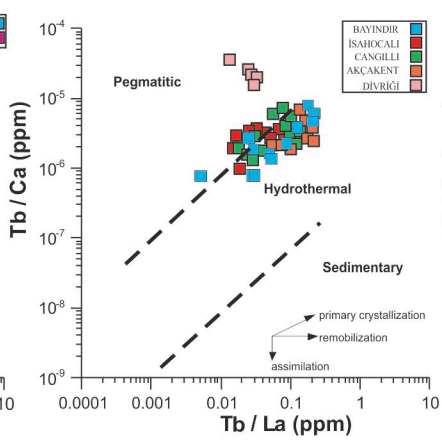 10⁻⁴
10⁻⁵
10⁻⁶
10⁻⁷
10⁻⁸
10⁻⁹
Tb / Ca (ppm)
BAYINDIR
İSAHOCALI
CANGILLI
AKÇAKENT
DİVRİĞİ
Pegmatitic
Hydrothermal
Sedimentary
primary crystallization
remobilization
assimilation
10
0.0001 0.001 0.01 0.1 1 10
Tb / La (ppm)